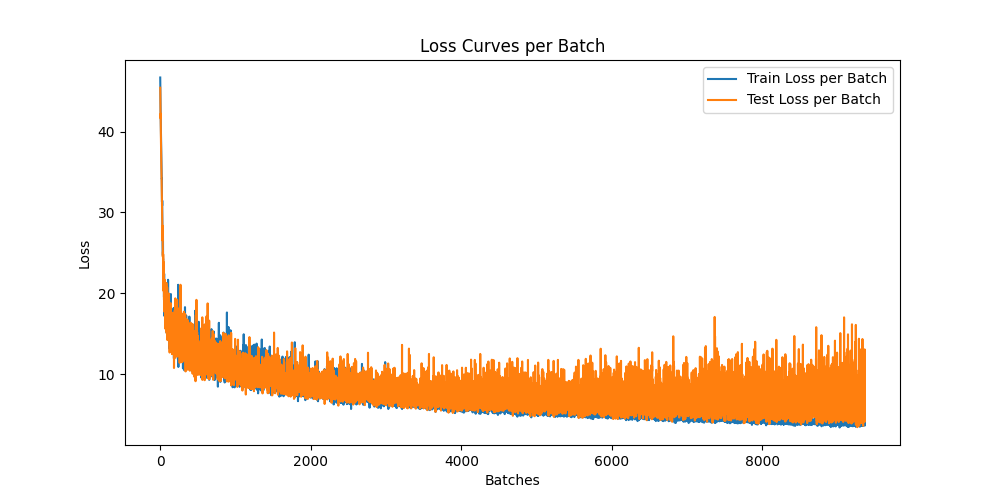 Loss Curves per Batch
Train Loss per Batch
Test Loss per Batch
40
30
20
10
Loss
0
2000
4000
6000
8000
Batches